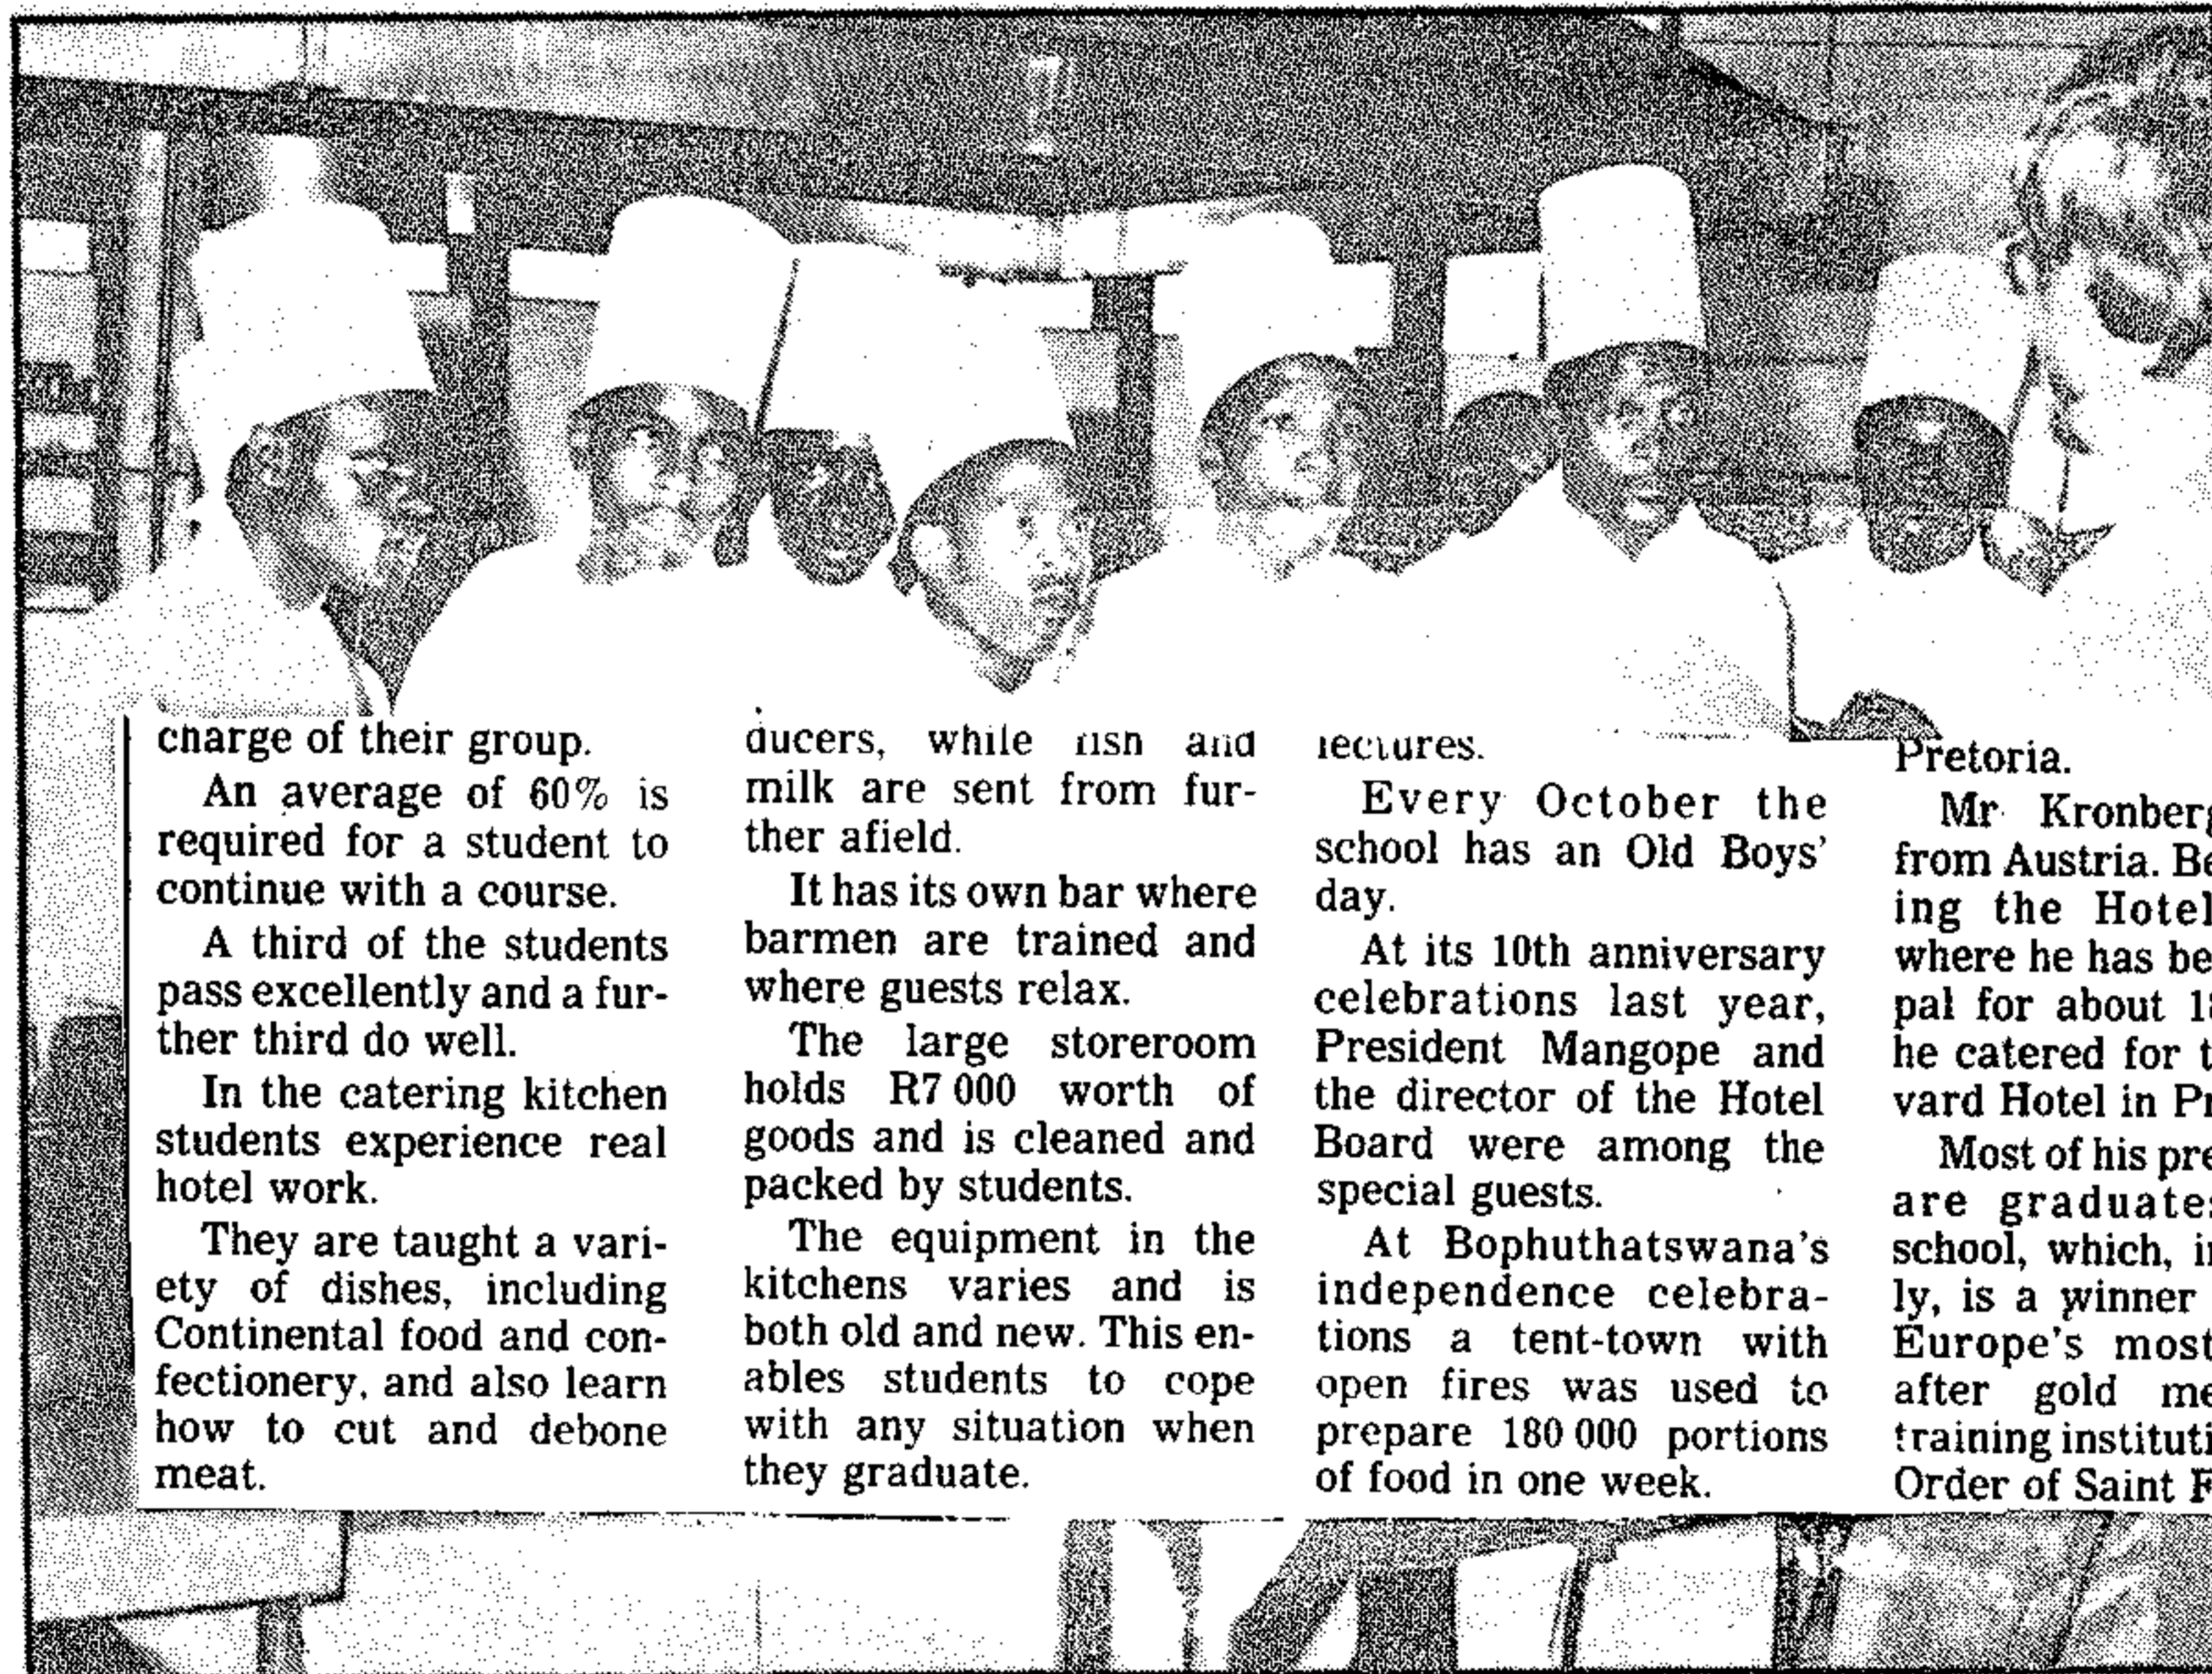 charge of their group.
An average of 60% is
required for a student to
continue with a course.
A third of the students
pass excellently and a fur-
ther third do well.
In the catering kitchen
students experience real
hotel work.
They are taught a vari-
ety of dishes, including
Continental food and con-
fectionery, and also learn
how to cut and debone
meat.
ducers, while fish and
milk are sent from fur-
ther afield.
It has its own bar where
barmen are trained and
where guests relax.
The large storeroom
holds R7 000 worth of
goods and is cleaned and
packed by students.
The equipment in the
kitchens varies and is
both old and new. This en-
ables students to cope
with any situation when
they graduate.
lectures.
Every October the
school has an Old Boys'
day.
At its 10th anniversary
celebrations last year,
President Mangope and
the director of the Hotel
Board were among the
special guests.
At Bophuthatswana's
independence celebra-
tions a tent-town with
open fires was used to
prepare 180 000 portions
of food in one week.
Pretoria.
Mr Kronberg
from Austria.
ing the Hotel
where he has
pal for about
he catered for
vard Hotel in
Most of his
are graduates
school, which,
ly, is a winner
Europe's most
after gold
training
Order of Saint